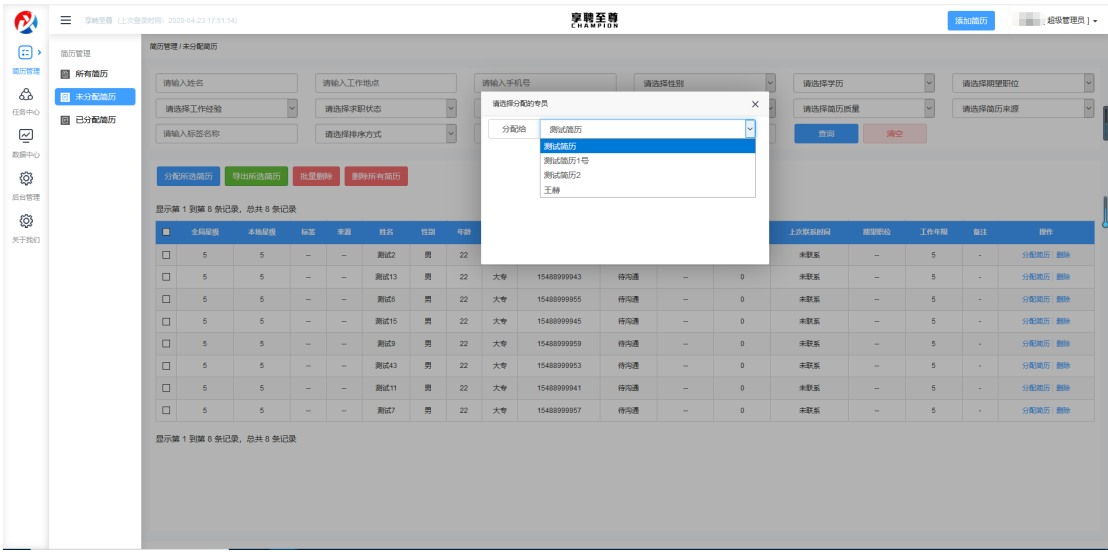 享聘至尊 (上次登录时间: 2020-04-23 17:51:14)
享聘至尊
CHAMPION
添加简历
超级管理员 ]
简历管理
任务中心
数据中心
后台管理
关于我们
简历管理
所有简历
未分配简历
已分配简历
简历管理 / 未分配简历
请输入姓名 请输入工作地点 请输入手机号 请选择性别 请选择学历 请选择期望职位
请选择工作经验 请选择求职状态 请选择简历质量 请选择简历来源
请输入标签名称 请选择排序方式 查询 清空
请选择分配的专员 ×
分配给 测试简历
测试简历
测试简历1号
测试简历2
王赫
分配所选简历 导出所选简历 批量删除 删除所有简历
显示第 1 到第 8 条记录, 总共 8 条记录
全局星级 本地星级 标签 来源 姓名 性别 年龄 上次联系时间 期望职位 工作年限 备注 操作
5 5 -- -- 测试2 男 22 未联系 -- 5 - 分配简历 删除
5 5 -- -- 测试13 男 22 大专 15488999943 待沟通 -- 0 未联系 -- 5 - 分配简历 删除
5 5 -- -- 测试6 男 22 大专 15488999955 待沟通 -- 0 未联系 -- 5 - 分配简历 删除
5 5 -- -- 测试15 男 22 大专 15488999945 待沟通 -- 0 未联系 -- 5 - 分配简历 删除
5 5 -- -- 测试9 男 22 大专 15488999959 待沟通 -- 0 未联系 -- 5 - 分配简历 删除
5 5 -- -- 测试43 男 22 大专 15488999953 待沟通 -- 0 未联系 -- 5 - 分配简历 删除
5 5 -- -- 测试11 男 22 大专 15488999941 待沟通 -- 0 未联系 -- 5 - 分配简历 删除
5 5 -- -- 测试7 男 22 大专 15488999957 待沟通 -- 0 未联系 -- 5 - 分配简历 删除
显示第 1 到第 8 条记录, 总共 8 条记录